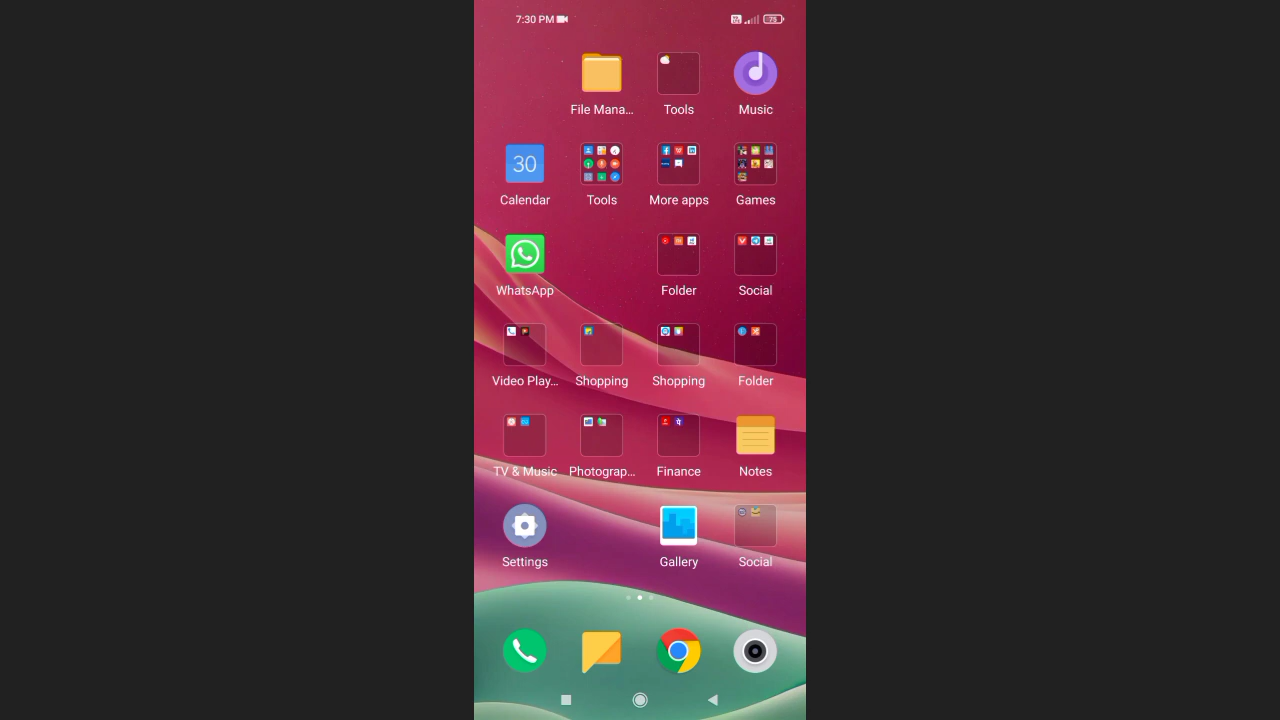 7:30 PM
75
File Mana...
Tools
Music
30
Calendar
Tools
More apps
Games
WhatsApp
Folder
Social
Video Play...
Shopping
Shopping
Folder
TV & Music
Photograp...
Finance
Notes
Settings
Gallery
Social